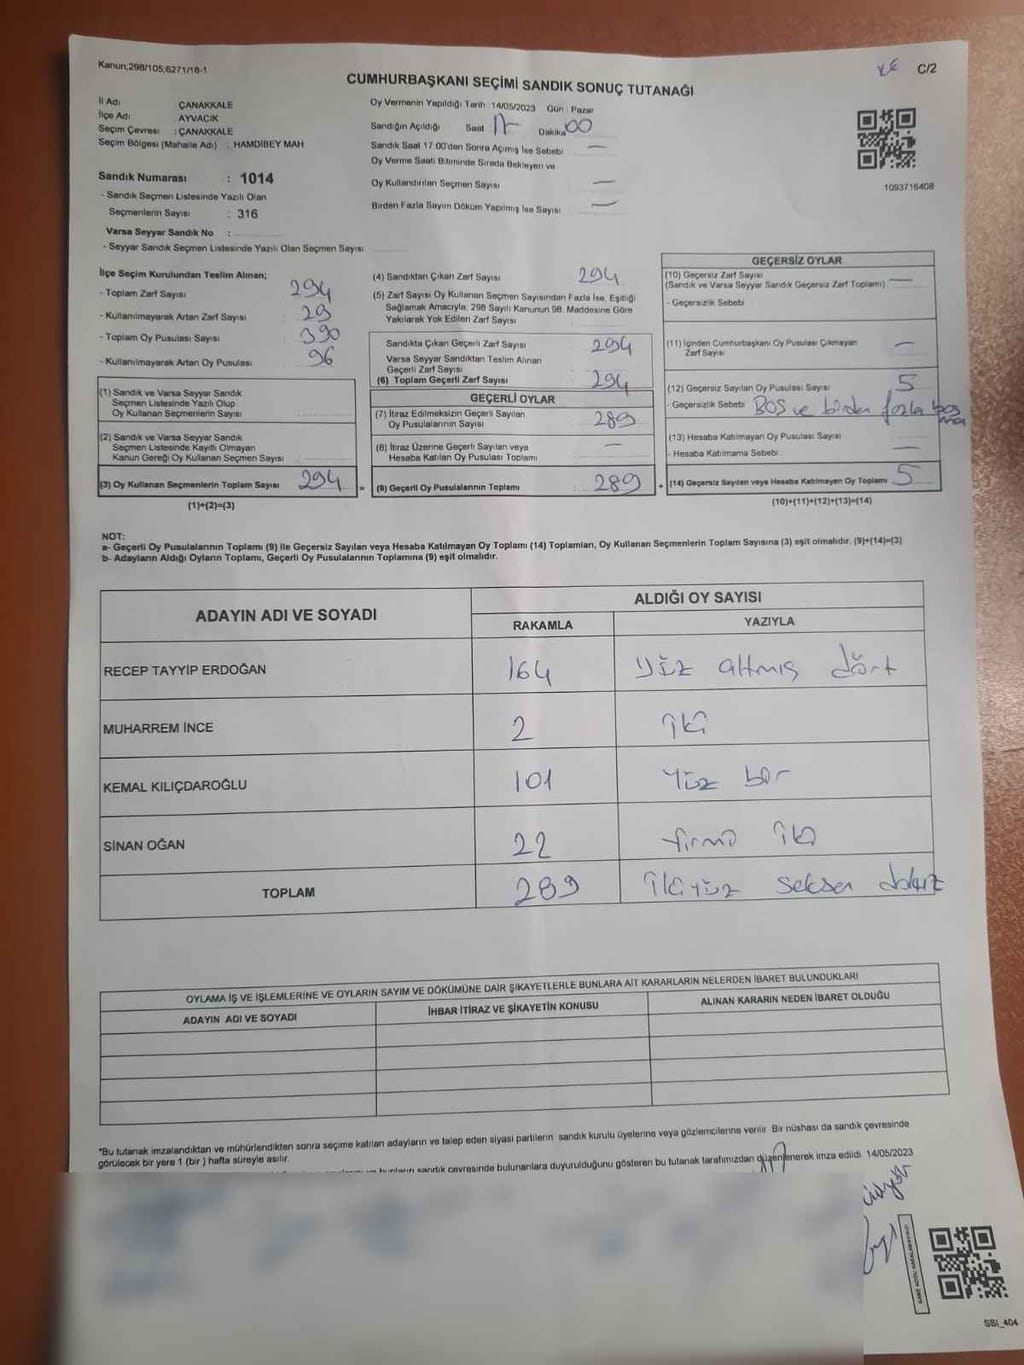 Kanun;298/105;6271/18-1
C/2
CUMHURBAŞKANI SEÇİMİ SANDIK SONUÇ TUTANAĞI
İl Adı ÇANAKKALE
İlçe Adı AYVACIK
Seçim Çevresi : ÇANAKKALE
Seçim Bölgesi (Mahalle Adı) . HAMDİBEY MAH.
Sandık Numarası : 1014
- Sandık Seçmen Listesinde Yazılı Olan
Seçmenlerin Sayısı : 316
Varsa Seyyar Sandık No :
- Seyyar Sandık Seçmen Listesinde Yazılı Olan Seçmen Sayısı
Oy Vermenin Yapıldığı Tarih 14/05/2023 Gün : Pazar
Sandığın Açıldığı Saat 17 Dakika 00
Sandık Saat 17:00'den Sonra Açımış İse Sebebi —
Oy Verme Saati Bitiminde Sırada Bekleyen ve
Oy Kullandırılan Seçmen Sayısı —
Birden Fazla Sayım Döküm Yapılmış İse Sayısı —
1093716408
İlçe Seçim Kurulundan Teslim Alınan;
- Toplam Zarf Sayısı 294
- Kullanılmayarak Artan Zarf Sayısı 29
- Toplam Oy Pusulası Sayısı 390
- Kullanılmayarak Artan Oy Pusulası 96
(1) Sandık ve Varsa Seyyar Sandık
Seçmen Listesinde Yazılı Olup
Oy Kullanan Seçmenlerin Sayısı
(2) Sandık ve Varsa Seyyar Sandık
Seçmen Listesinde Kayıtlı Olmayan
Kanun Gereği Oy Kullanan Seçmen Sayısı
(3) Oy Kullanan Seçmenlerin Toplam Sayısı 294
(1)+(2)=(3)
(4) Sandıktan Çıkan Zarf Sayısı 294
(5) Zarf Sayısı Oy Kullanan Seçmen Sayısından Fazla İse, Eşitliği
Sağlamak Amacıyla, 298 Sayılı Kanunun 98. Maddesine Göre
Yakılarak Yok Edilen Zarf Sayısı
Sandıkta Çıkan Geçerli Zarf Sayısı 294
Varsa Seyyar Sandıktan Teslim Alınan
Geçerli Zarf Sayısı
(6) Toplam Geçerli Zarf Sayısı 294
GEÇERLİ OYLAR
(7) İtiraz Edilmeksizin Geçerli Sayılan
Oy Pusulalarının Sayısı 289
(8) İtiraz Üzerine Geçerli Sayılan veya
Hesaba Katılan Oy Pusulası Toplamı —
= (9) Geçerli Oy Pusulalarının Toplamı 289
GEÇERSİZ OYLAR
(10) Geçersiz Zarf Sayısı
(Sandık ve Varsa Seyyar Sandık Geçersiz Zarf Toplamı) —
- Geçersizlik Sebebi
(11) İçinden Cumhurbaşkanı Oy Pusulası Çıkmayan
Zarf Sayısı —
(12) Geçersiz Sayılan Oy Pusulası Sayısı 5
- Geçersizlik Sebebi BOŞ ve birden fazla
(13) Hesaba Katılmayan Oy Pusulası Sayısı
- Hesaba Katılmama Sebebi —
+ (14) Geçersiz Sayılan veya Hesaba Katılmayan Oy Toplamı 5
(10)+(11)+(12)+(13)=(14)
NOT:
a- Geçerli Oy Pusulalarının Toplamı (9) ile Geçersiz Sayılan veya Hesaba Katılmayan Oy Toplamı (14) Toplamları, Oy Kullanan Seçmenlerin Toplam Sayısına (3) eşit olmalıdır. (9)+(14)=(3)
b- Adayların Aldığı Oyların Toplamı, Geçerli Oy Pusulalarının Toplamına (9) eşit olmalıdır.
ADAYIN ADI VE SOYADI
ALDIĞI OY SAYISI
RAKAMLA YAZIYLA
RECEP TAYYİP ERDOĞAN 164 yüz altmış dört
MUHARREM İNCE 2 iki
KEMAL KILIÇDAROĞLU 101 Yüz bir
SİNAN OĞAN 22 yirmi iki
TOPLAM 289 ikiyüz seksen dokuz
OYLAMA İŞ VE İŞLEMLERİNE VE OYLARIN SAYIM VE DÖKÜMÜNE DAİR ŞİKAYETLERLE BUNLARA AİT KARARLARIN NELERDEN İBARET BULUNDUKLARI
ADAYIN ADI VE SOYADI İHBAR İTİRAZ VE ŞİKAYETİN KONUSU ALINAN KARARIN NEDEN İBARET OLDUĞU
*Bu tutanak imzalandıktan ve mühürlendikten sonra seçime katılan adayların ve talep eden siyasi partilerin sandık kurulu üyelerine veya gözlemcilerine verilir. Bir nüshası da sandık çevresinde
görülecek bir yere 1 (bir) hafta süreyle asılır.
bunların sandık çevresinde bulunanlara duyurulduğunu gösteren bu tutanak tarafımızdan düzenlenerek imza edildi. 14/05/2023
SSI_404